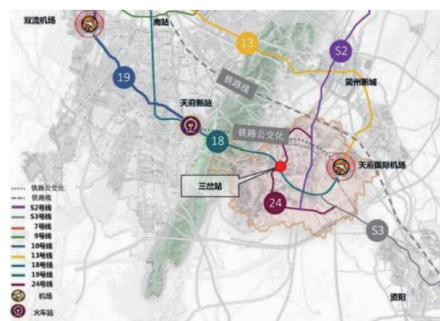 南站
双流机场
13
S2
铁路线
简州新城
19
天府新站
18
铁路公交化
天府国际机场
三岔站
24
S3
资阳
铁路公交化
铁路线
S2号线
S3号线
7号线
9号线
10号线
13号线
18号线
19号线
24号线
机场
火车站